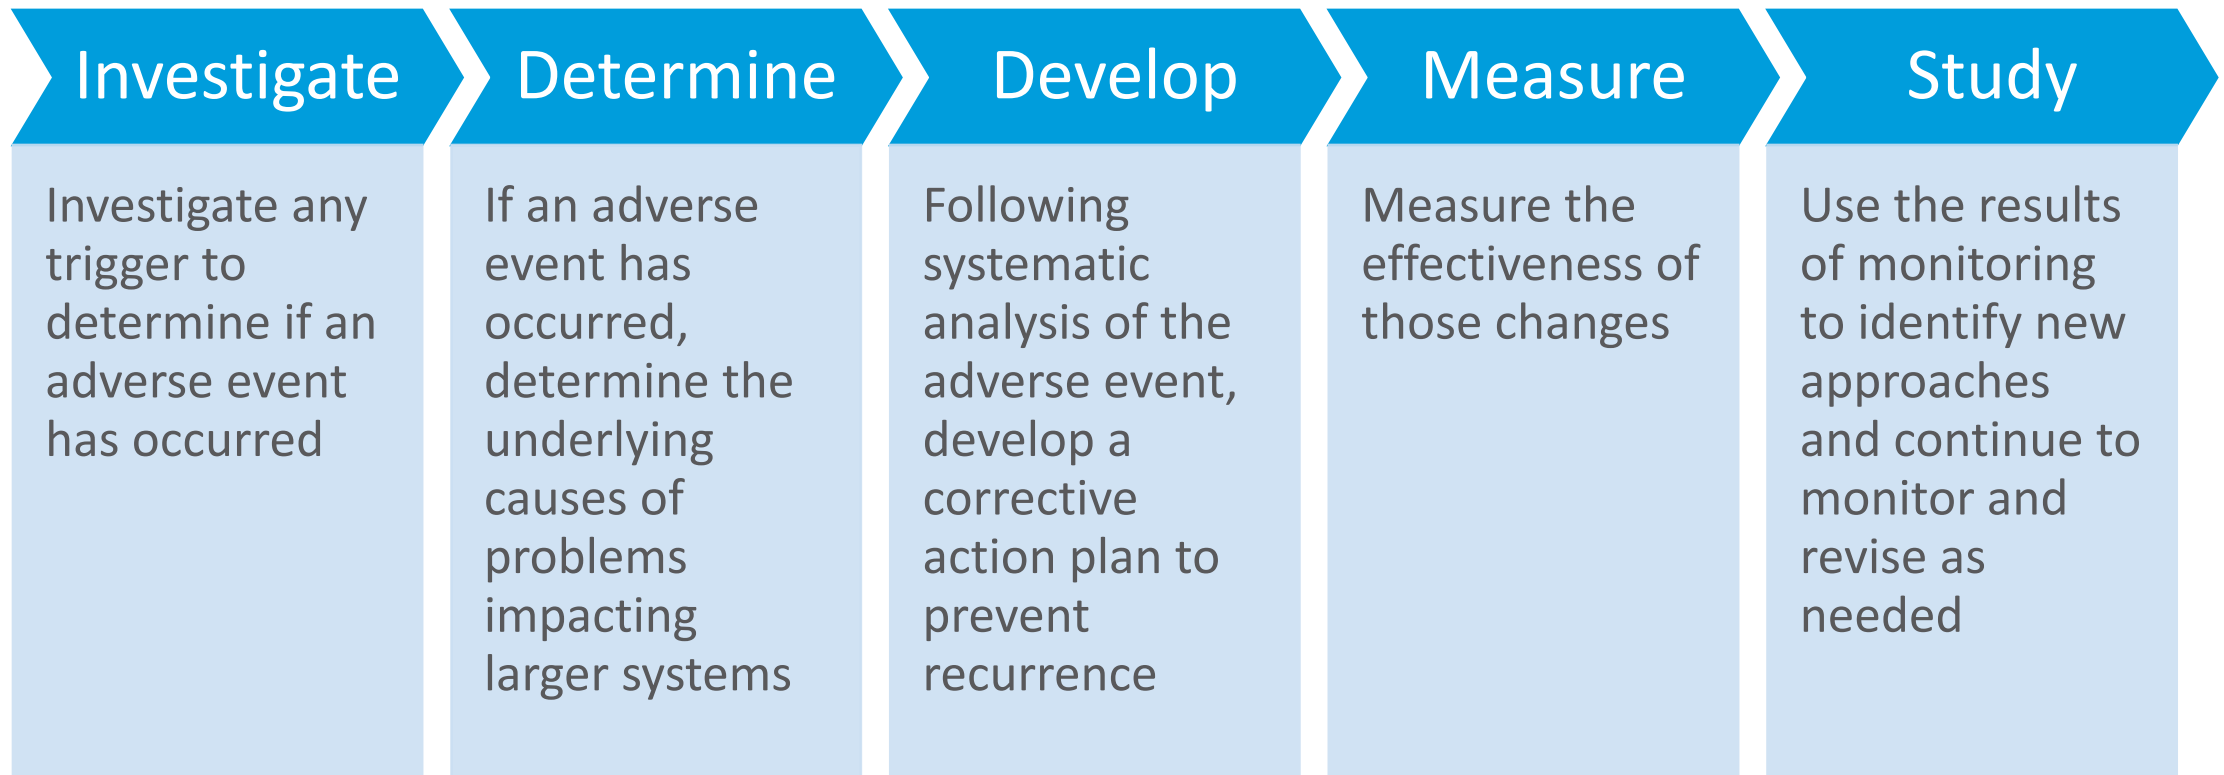 Investigate
Investigate any
trigger to
determine if an
adverse event
has occurred
Determine
If an adverse
event has
occurred,
determine the
underlying
causes of
problems
impacting
larger systems
Develop
Following
systematic
analysis of the
adverse event,
develop a
corrective
action plan to
prevent
recurrence
Measure
Measure the
effectiveness of
those changes
Study
Use the results
of monitoring
to identify new
approaches
and continue to
monitor and
revise as
needed